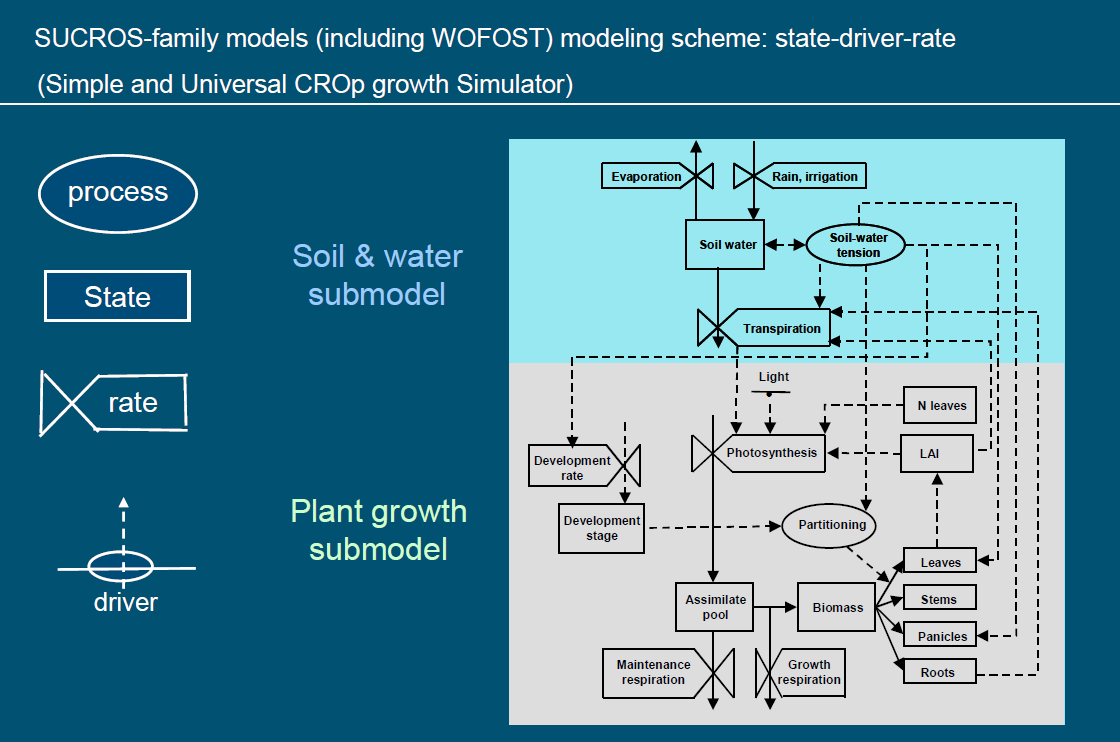 SUCROS-family models (including WOFOST) modeling scheme: state-driver-rate
(Simple and Universal CROp growth Simulator)
process
State
rate
driver
Soil & water
submodel
Plant growth
submodel
Evaporation
Rain, irrigation
Soil water
Soil-water
tension
Transpiration
Light
N leaves
Development
rate
Photosynthesis
LAI
Development
stage
Partitioning
Leaves
Assimilate
pool
Biomass
Stems
Panicles
Maintenance
respiration
Growth
respiration
Roots